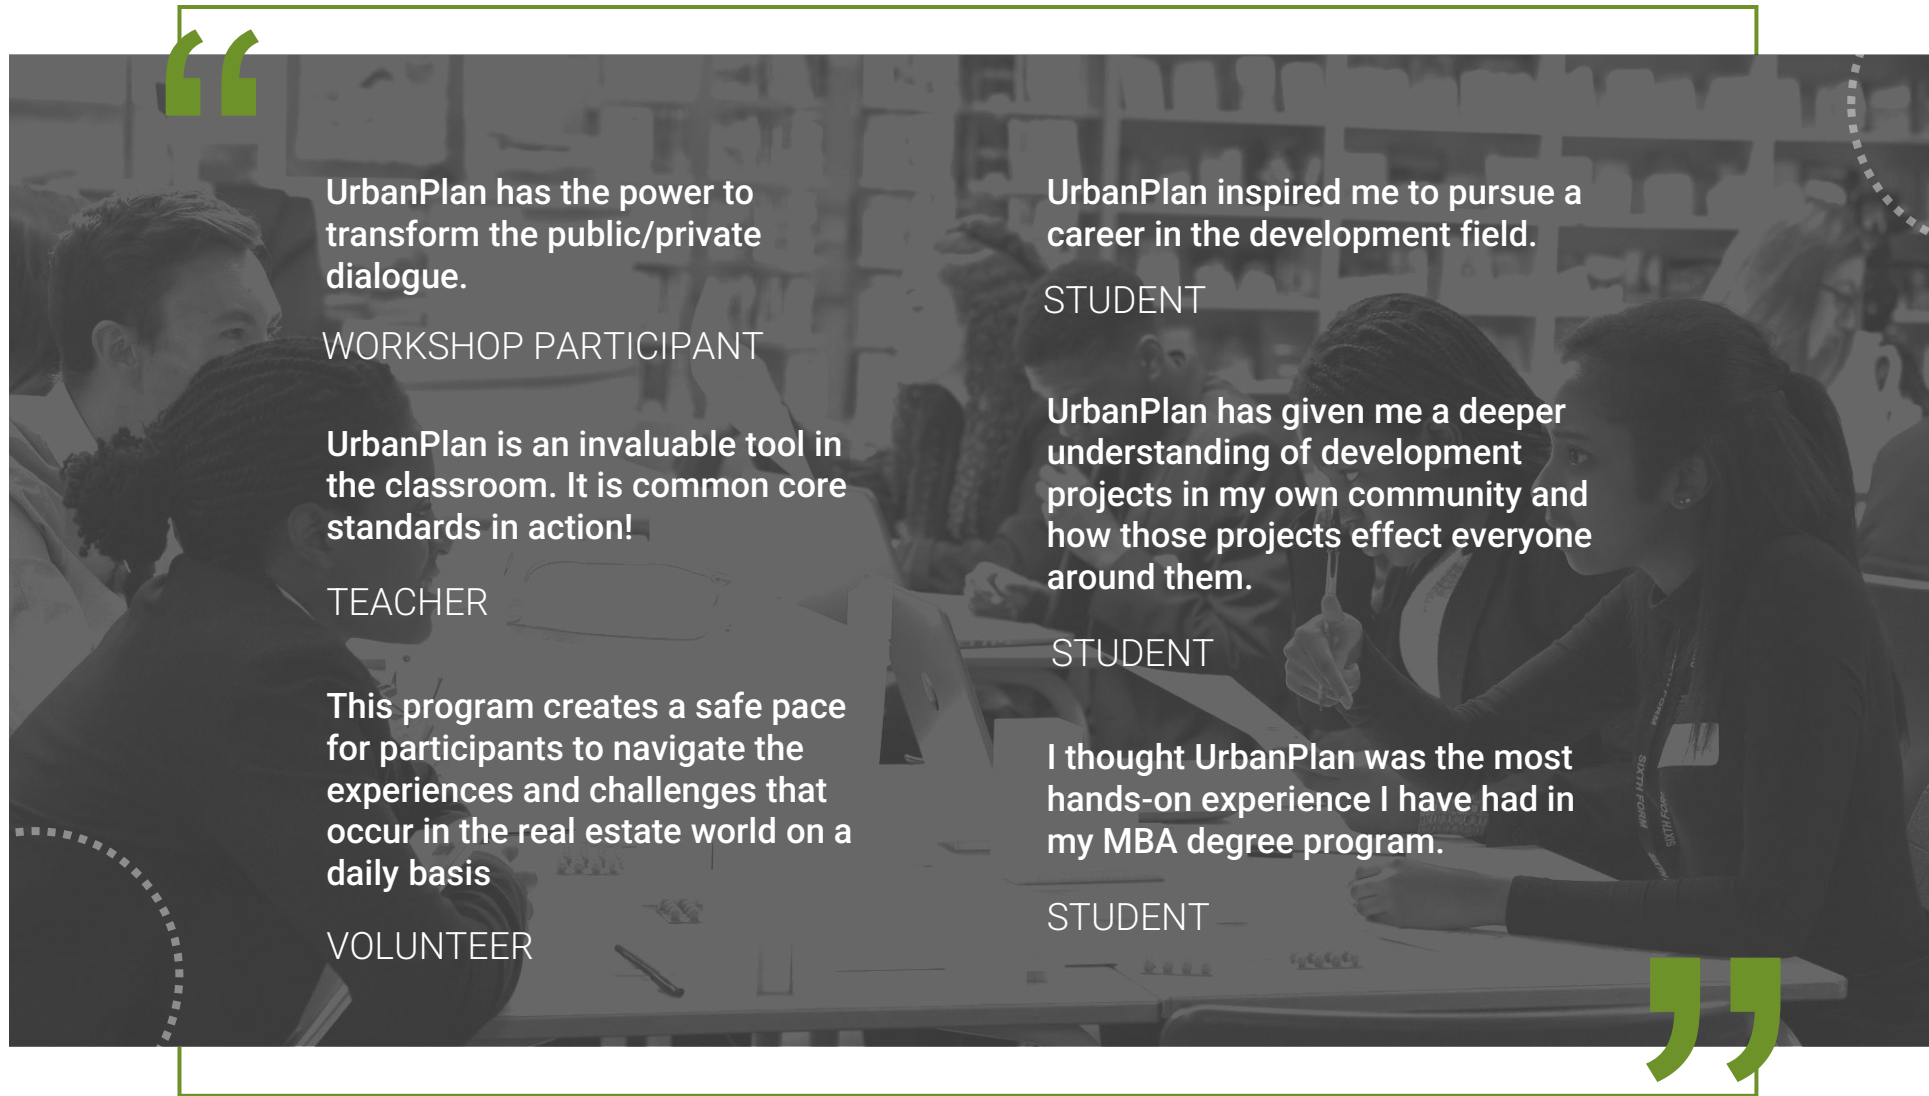 “
UrbanPlan has the power to
transform the public/private
dialogue.
WORKSHOP PARTICIPANT
UrbanPlan is an invaluable tool in
the classroom. It is common core
standards in action!
TEACHER
This program creates a safe pace
for participants to navigate the
experiences and challenges that
occur in the real estate world on a
daily basis
VOLUNTEER
UrbanPlan inspired me to pursue a
career in the development field.
STUDENT
UrbanPlan has given me a deeper
understanding of development
projects in my own community and
how those projects effect everyone
around them.
STUDENT
I thought UrbanPlan was the most
hands-on experience I have had in
my MBA degree program.
STUDENT
”
SIXTH FORM
SIXTH FORM